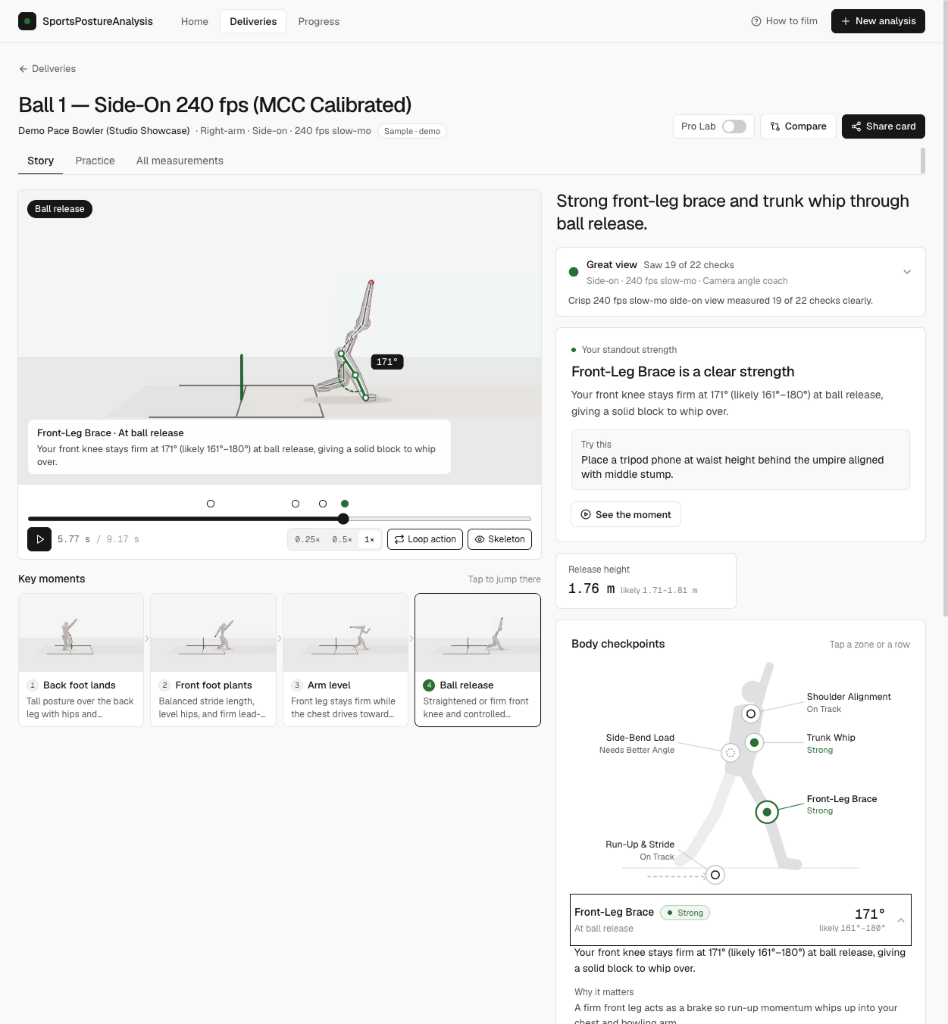 SportsPostureAnalysis
Home
Deliveries
Progress
How to film
New analysis
Deliveries
Ball 1 — Side-On 240 fps (MCC Calibrated)
Demo Pace Bowler (Studio Showcase) · Right-arm · Side-on · 240 fps slow-mo Sample · demo
Pro Lab
Compare
Share card
Story
Practice
All measurements
Ball release
171°
Front-Leg Brace · At ball release
Your front knee stays firm at 171° (likely 161°–180°) at ball release, giving a solid block to whip
over.
5.77 s / 9.17 s
0.25×
0.5×
1×
Loop action
Skeleton
Key moments
Tap to jump there
1 Back foot lands
Tall posture over the back
leg with hips and…
2 Front foot plants
Balanced stride length,
level hips, and firm lead-…
3 Arm level
Front leg stays firm while
the chest drives toward…
4 Ball release
Straightened or firm front
knee and controlled…
Strong front-leg brace and trunk whip through
ball release.
Great view Saw 19 of 22 checks
Side-on · 240 fps slow-mo · Camera angle coach
Crisp 240 fps slow-mo side-on view measured 19 of 22 checks clearly.
Your standout strength
Front-Leg Brace is a clear strength
Your front knee stays firm at 171° (likely 161°–180°) at ball release,
giving a solid block to whip over.
Try this
Place a tripod phone at waist height behind the umpire aligned
with middle stump.
See the moment
Release height
1.76 m likely 1.71–1.81 m
Body checkpoints
Tap a zone or a row
Shoulder Alignment
On Track
Side-Bend Load
Needs Better Angle
Trunk Whip
Strong
Front-Leg Brace
Strong
Run-Up & Stride
On Track
Front-Leg Brace Strong
At ball release
171°
likely 161°–180°
Your front knee stays firm at 171° (likely 161°–180°) at ball release, giving
a solid block to whip over.
Why it matters
A firm front leg acts as a brake so run-up momentum whips up into your
chest and bowling arm.